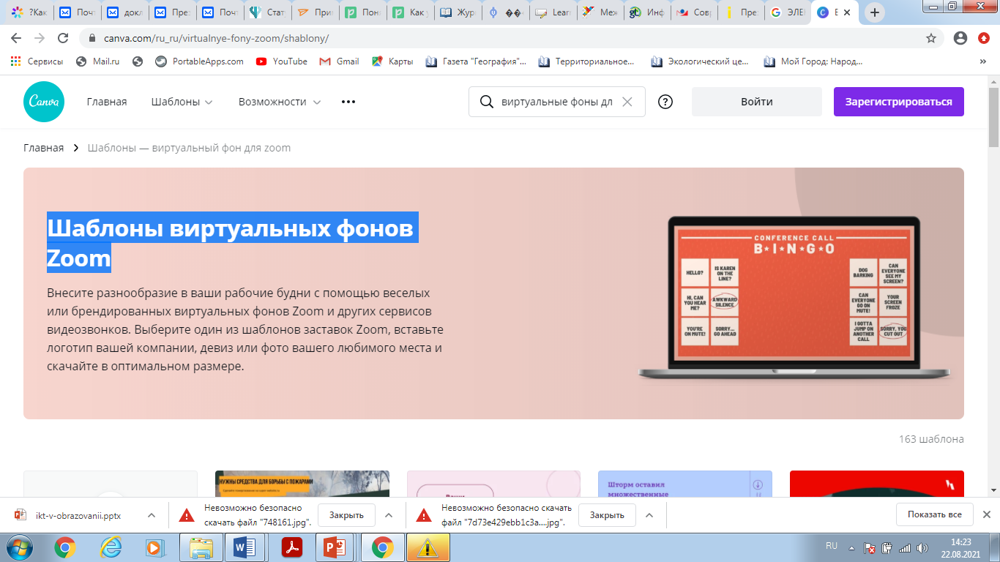 ?Как
Почт
докл
През
Почт
Стат
При
Пон
Как у
Жур
��‹
Learn
Меж
Инф
Совр
Пре
ЭЛЕ
canva.com/ru_ru/virtualnye-fony-zoom/shablony/
Сервисы
Mail.ru
PortableApps.com
YouTube
Gmail
Карты
Газета "География"...
Территориальное...
Экологический це...
Мой Город: Народ...
»
Canva
Главная
Шаблоны
Возможности
•••
виртуальные фоны дл
Войти
Зарегистрироваться
Главная > Шаблоны — виртуальный фон для zoom
Шаблоны виртуальных фонов
Zoom
Внесите разнообразие в ваши рабочие будни с помощью веселых
или брендированных виртуальных фонов Zoom и других сервисов
видеозвонков. Выберите один из шаблонов заставок Zoom, вставьте
логотип вашей компании, девиз или фото вашего любимого места и
скачайте в оптимальном размере.
CONFERENCE CALL
B★I★N★G★O
HELLO?
IS KAREN
ON THE
LINE?
DOG
BARKING
CAN
EVERYONE
SEE MY
SCREEN?
HI, CAN
YOU HEAR
ME?
AWKWARD
SILENCE
CAN
EVERYONE
GO ON
MUTE!
YOUR
SCREEN
FROZE
YOU'RE
ON MUTE!
SORRY...
GO AHEAD
I GOTTA
JUMP ON
ANOTHER
CALL
SORRY, YOU
CUT OUT
163 шаблона
НУЖНЫ СРЕДСТВА ДЛЯ БОРЬБЫ С ПОЖАРАМИ
Шторм оставил
множественные
ikt-v-obrazovanii.pptx
Невозможно безопасно
скачать файл "748161.jpg".
Закрыть
Невозможно безопасно скачать
файл "7d73e429ebb1c3a....jpg".
Закрыть
Показать все
RU
14:23
22.08.2021